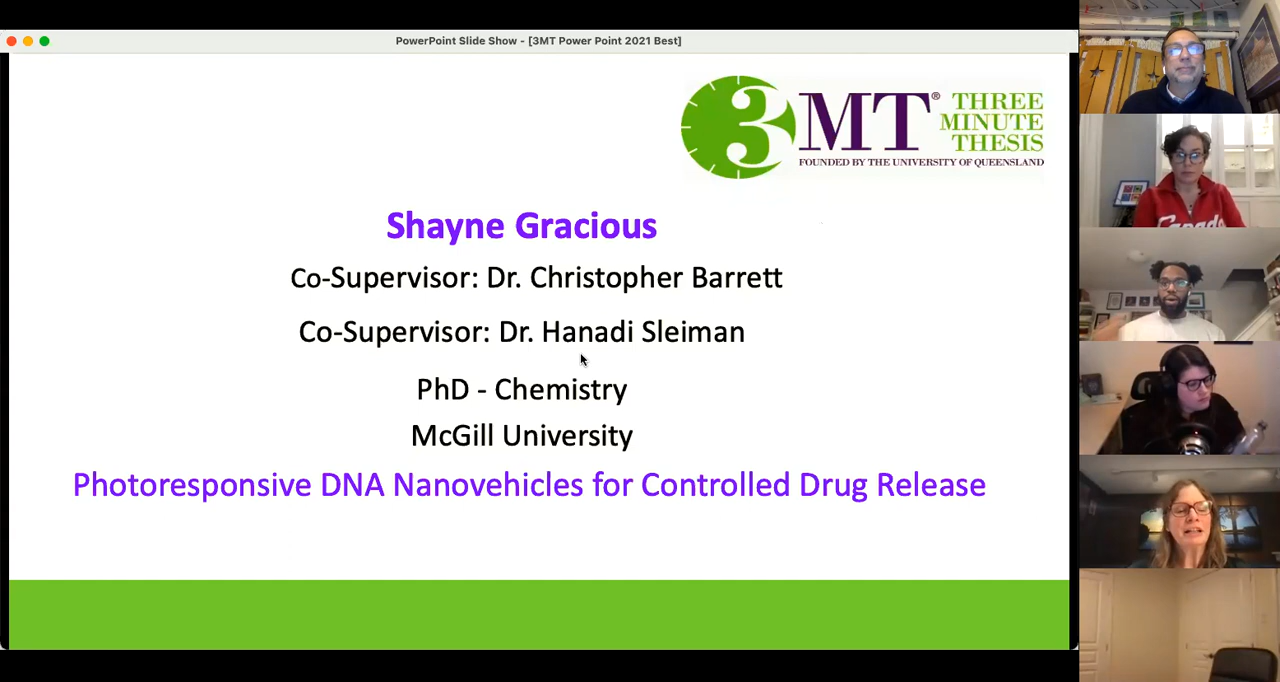 PowerPoint Slide Show - [3MT Power Point 2021 Best]
3MT® THREE
MINUTE
THESIS
FOUNDED BY THE UNIVERSITY OF QUEENSLAND
Shayne Gracious
Co-Supervisor: Dr. Christopher Barrett
Co-Supervisor: Dr. Hanadi Sleiman
PhD - Chemistry
McGill University
Photoresponsive DNA Nanovehicles for Controlled Drug Release
Canada